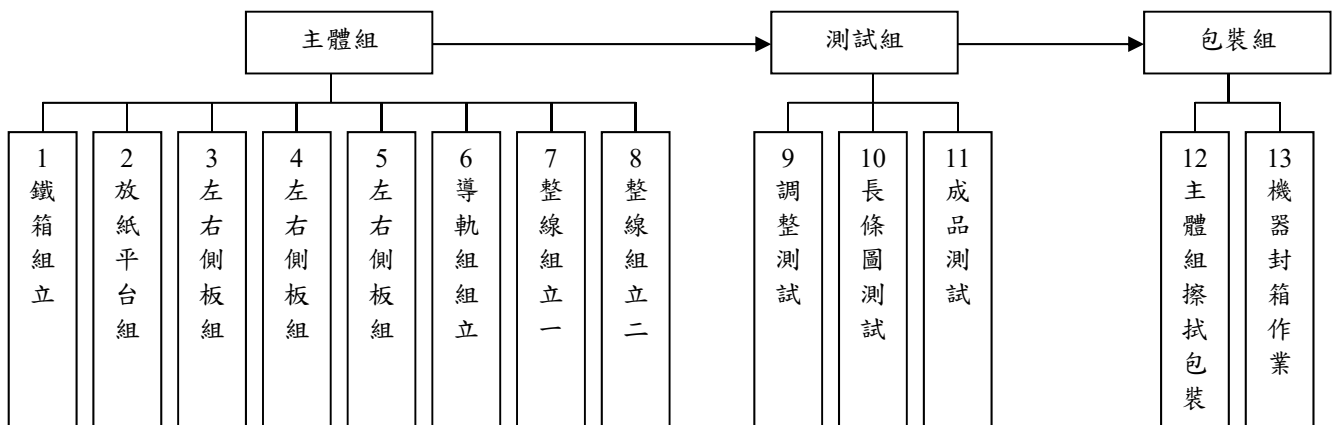 主體組
測試組
包裝組
1
鐵箱組立
2
放紙平台組
3
左右側板組
4
左右側板組
5
左右側板組
6
導軌組組立
7
整線組立一
8
整線組立二
9
調整測試
10
長條圖測試
11
成品測試
12
主體組擦拭包裝
13
機器封箱作業